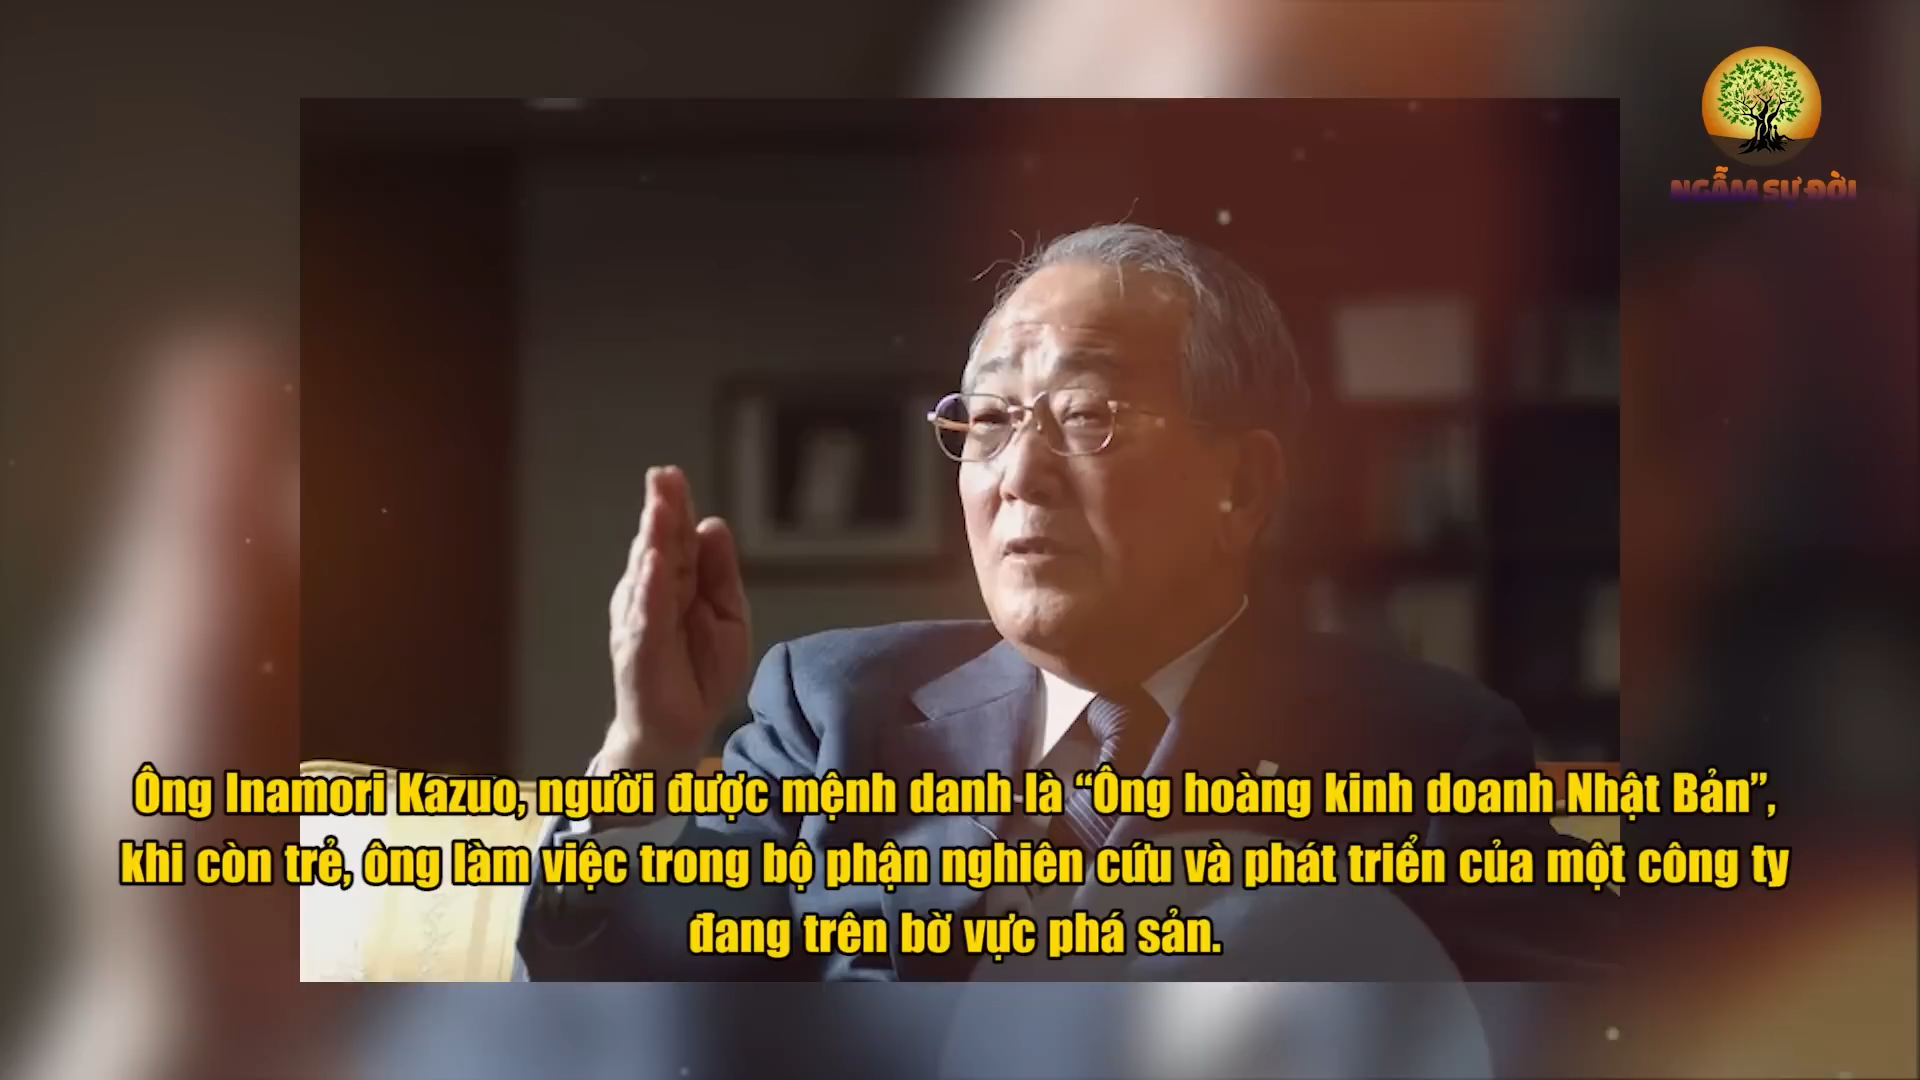 NGẪM SỰ ĐỜI
Ông Inamori Kazuo, người được mệnh danh là “Ông hoàng kinh doanh Nhật Bản”,
khi còn trẻ, ông làm việc trong bộ phận nghiên cứu và phát triển của một công ty
đang trên bờ vực phá sản.